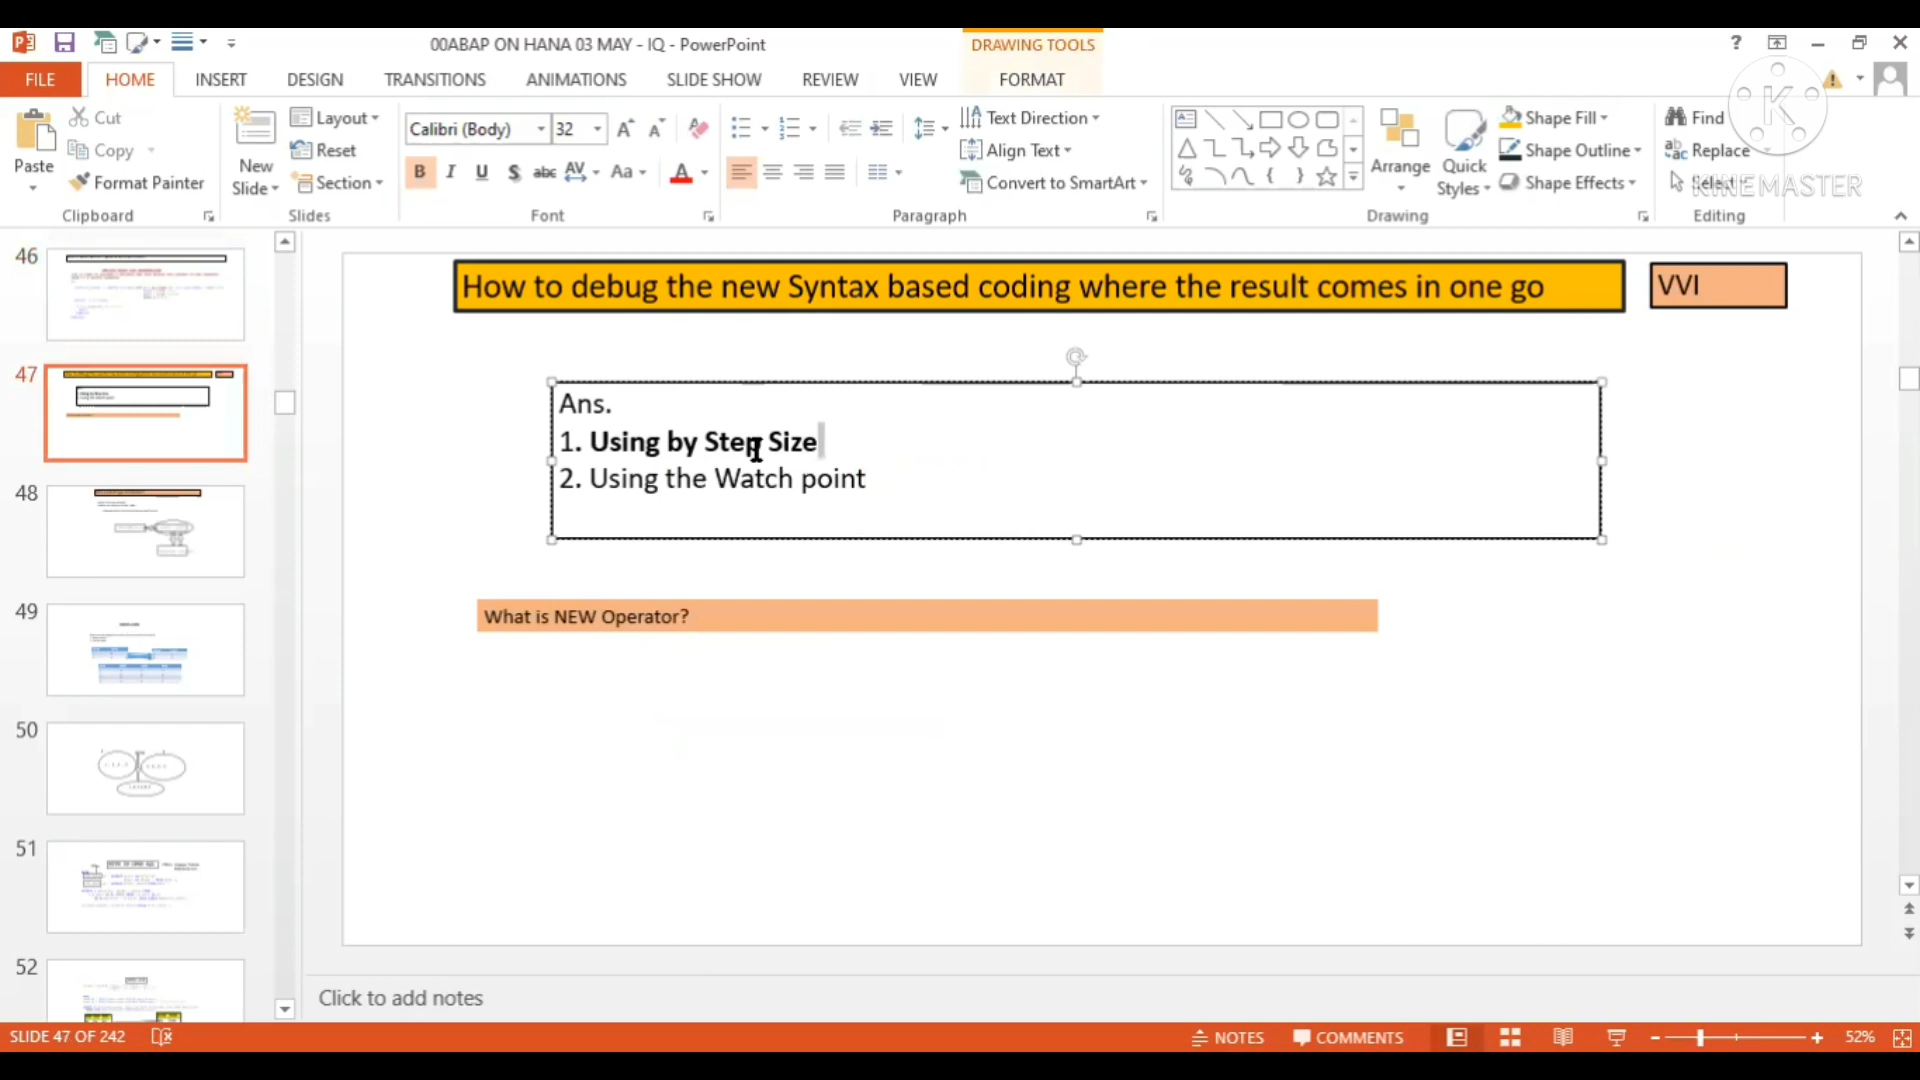 00ABAP ON HANA 03 MAY - IQ - PowerPoint
DRAWING TOOLS
?
FILE
HOME
INSERT
DESIGN
TRANSITIONS
ANIMATIONS
SLIDE SHOW
REVIEW
VIEW
FORMAT
Paste
Cut
Copy
Format Painter
Clipboard
New
Slide
Layout
Reset
Section
Slides
Calibri (Body)
32
B I U S abc AV Aa A
Font
Text Direction
Align Text
Convert to SmartArt
Paragraph
Arrange
Quick
Styles
Shape Fill
Shape Outline
Shape Effects
Drawing
Find
Replace
Select
Editing
K
KINEMASTER
46
47
48
49
50
51
52
How to debug the new Syntax based coding where the result comes in one go
VVI
Ans.
1. Using by Step Size
2. Using the Watch point
What is NEW Operator?
Click to add notes
SLIDE 47 OF 242
NOTES
COMMENTS
52%